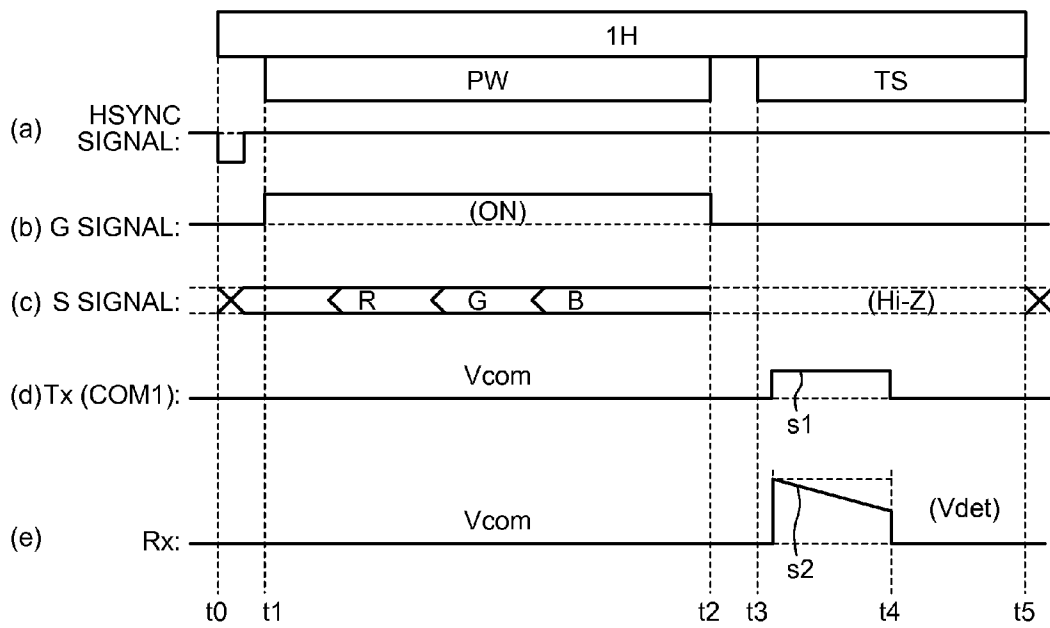 1H
PW TS
(a) HSYNC
SIGNAL:
(b) G SIGNAL: (ON)
(c) S SIGNAL: R G B (Hi-Z)
(d) Tx (COM1): Vcom
s1
(e) Rx: Vcom (Vdet)
s2
t0 t1 t2 t3 t4 t5